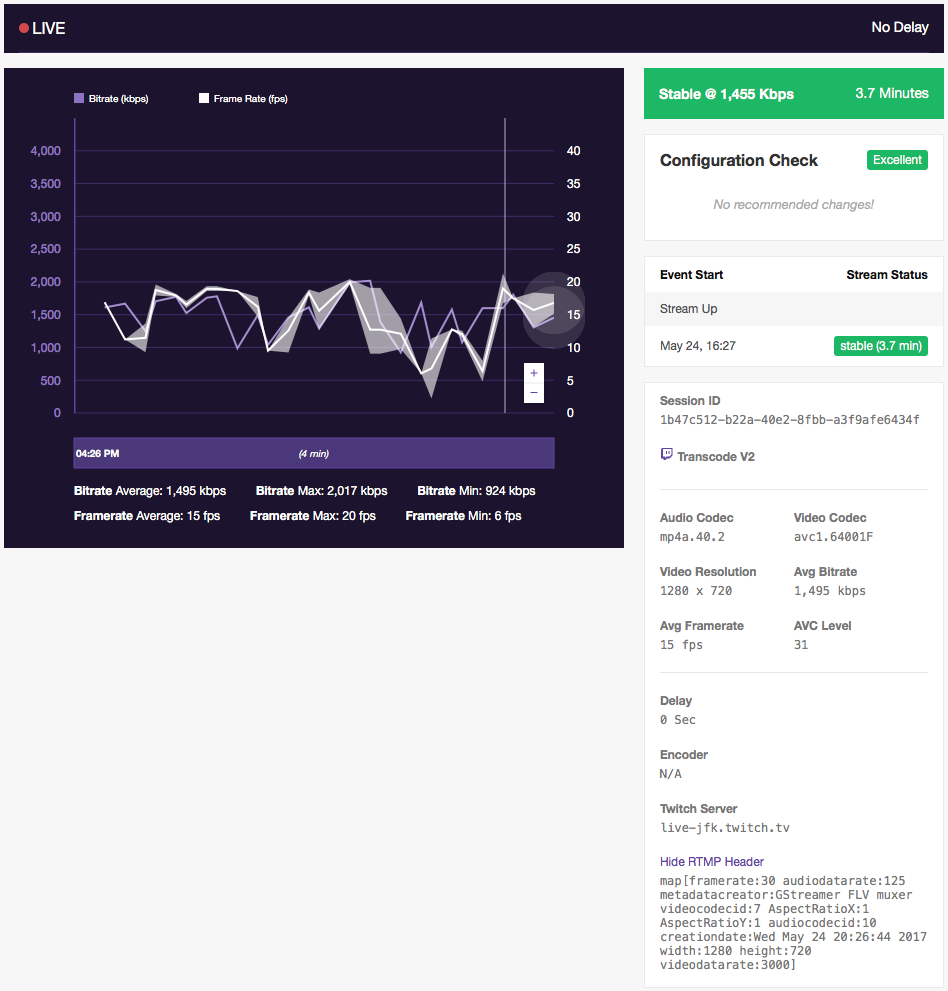 LIVE
No Delay
Bitrate (kbps)
Frame Rate (fps)
4,000
3,500
3,000
2,500
2,000
1,500
1,000
500
0
40
35
30
25
20
15
10
5
0
+
−
04:26 PM
(4 min)
Bitrate Average: 1,495 kbps
Bitrate Max: 2,017 kbps
Bitrate Min: 924 kbps
Framerate Average: 15 fps
Framerate Max: 20 fps
Framerate Min: 6 fps
Stable @ 1,455 Kbps
3.7 Minutes
Configuration Check
Excellent
No recommended changes!
Event Start
Stream Status
Stream Up
May 24, 16:27
stable (3.7 min)
Session ID
1b47c512-b22a-40e2-8fbb-a3f9afe6434f
Transcode V2
Audio Codec
Video Codec
mp4a.40.2
avc1.64001F
Video Resolution
Avg Bitrate
1280 x 720
1,495 kbps
Avg Framerate
AVC Level
15 fps
31
Delay
0 Sec
Encoder
N/A
Twitch Server
live-jfk.twitch.tv
Hide RTMP Header
map[framerate:30 audiodatarate:125
metadatacreator:GStreamer FLV muxer
videocodecid:7 AspectRatioX:1
AspectRatioY:1 audiocodecid:10
creationdate:Wed May 24 20:26:44 2017
width:1280 height:720
videodatarate:3000]